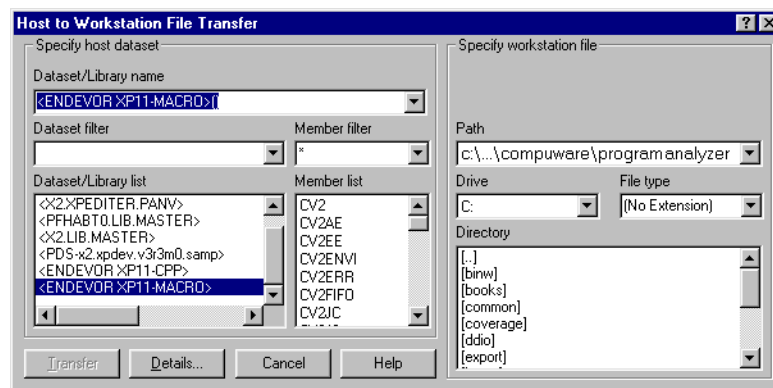 Host to Workstation File Transfer
Specify host dataset
Dataset/Library name
<ENDEVOR XP11-MACRO>()
Dataset filter
Member filter
*
Dataset/Library list
<X2.XPEDITER.PANV>
<PFHABT0.LIB.MASTER>
<X2.LIB.MASTER>
<PDS-x2.xpdev.v3r3m0.samp>
<ENDEVOR XP11-CPP>
<ENDEVOR XP11-MACRO>
Member list
CV2
CV2AE
CV2EE
CV2ENVI
CV2ERR
CV2FIFO
CV2JC
Transfer
Details...
Cancel
Help
Specify workstation file
Path
c:\...\compuware\programanalyzer
Drive
C:
File type
(No Extension)
Directory
[..]
[binw]
[books]
[common]
[coverage]
[ddio]
[export]